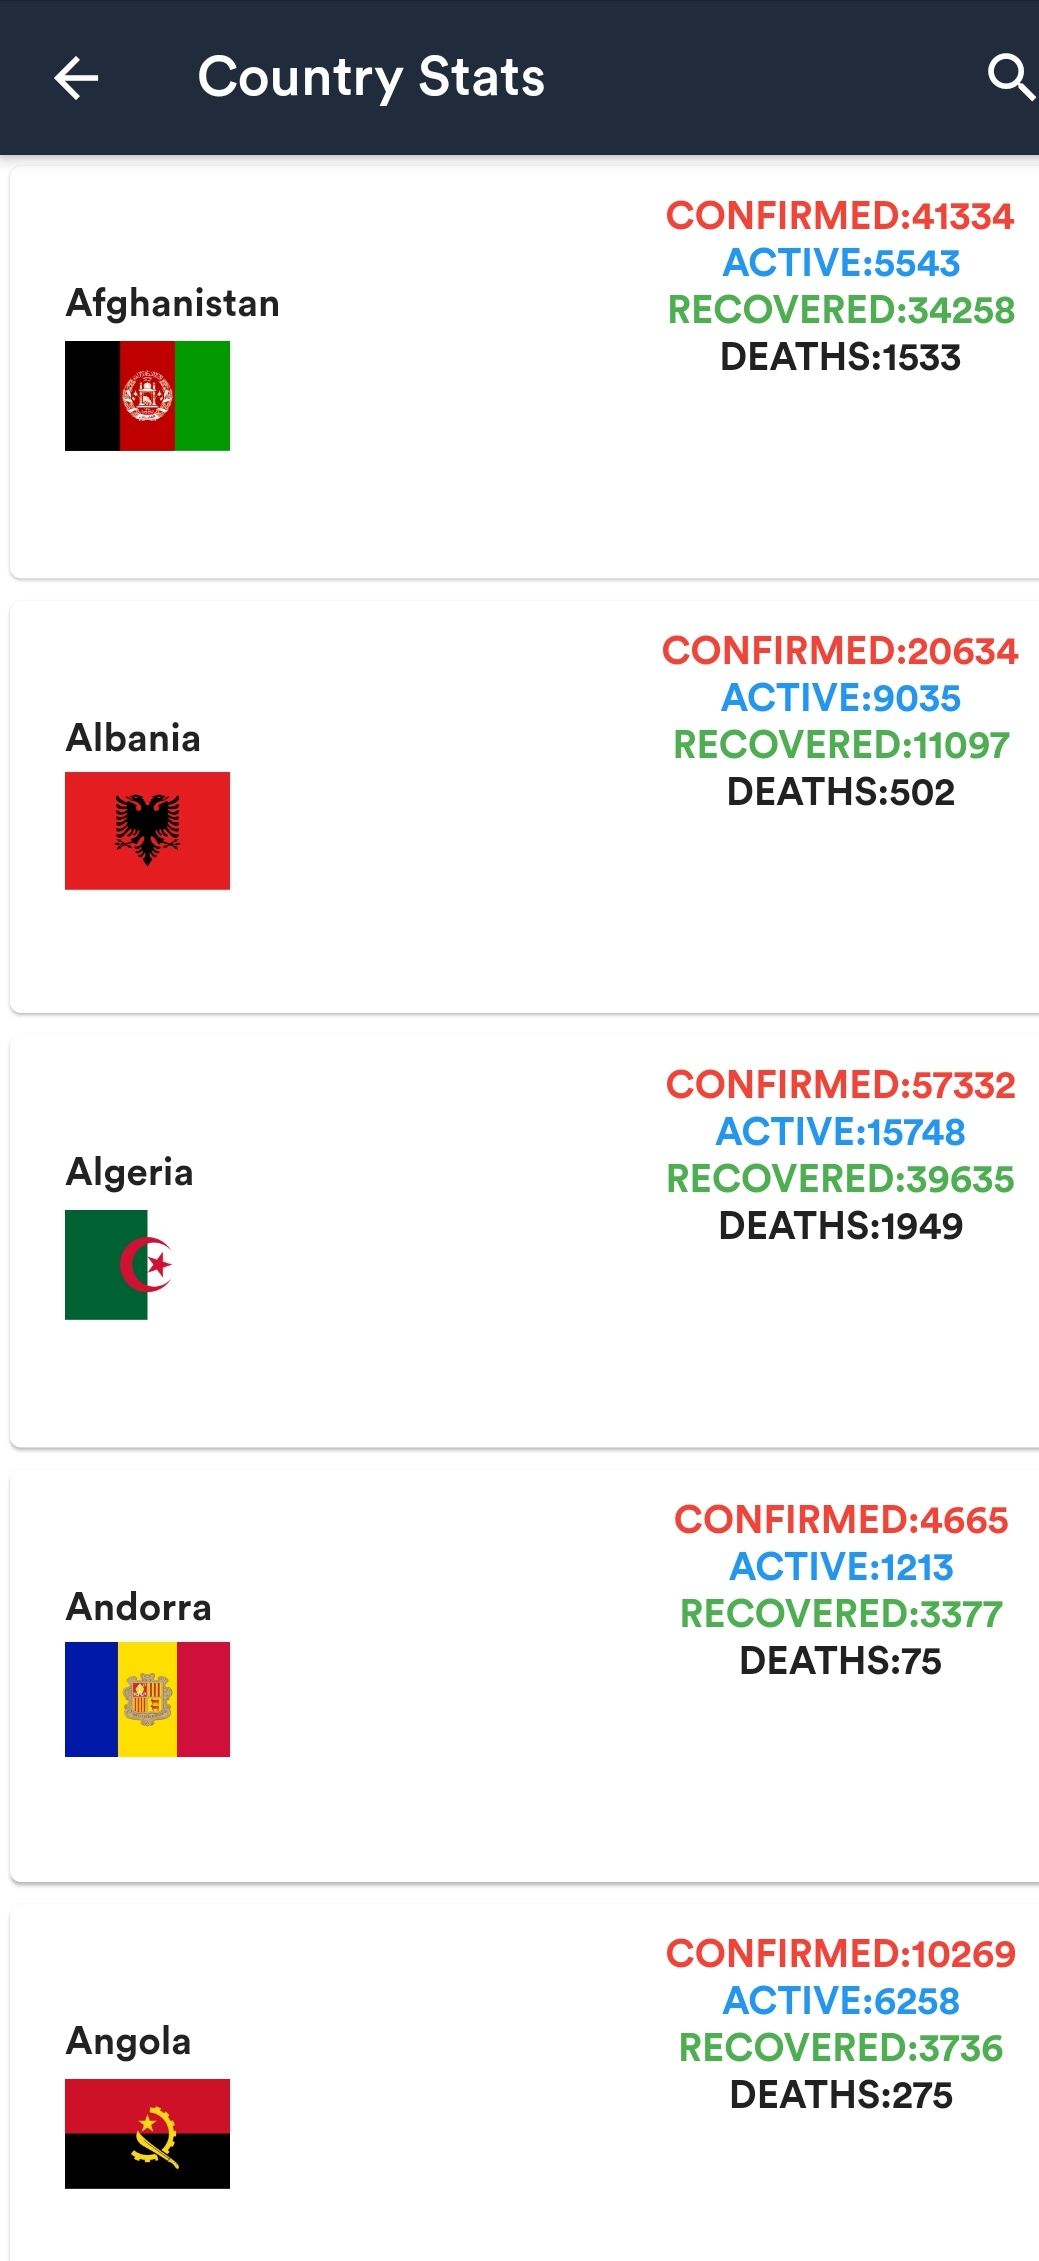 Country Stats
CONFIRMED:41334
ACTIVE:5543
RECOVERED:34258
DEATHS:1533
Afghanistan
CONFIRMED:20634
ACTIVE:9035
RECOVERED:11097
DEATHS:502
Albania
CONFIRMED:57332
ACTIVE:15748
RECOVERED:39635
DEATHS:1949
Algeria
CONFIRMED:4665
ACTIVE:1213
RECOVERED:3377
DEATHS:75
Andorra
CONFIRMED:10269
ACTIVE:6258
RECOVERED:3736
DEATHS:275
Angola